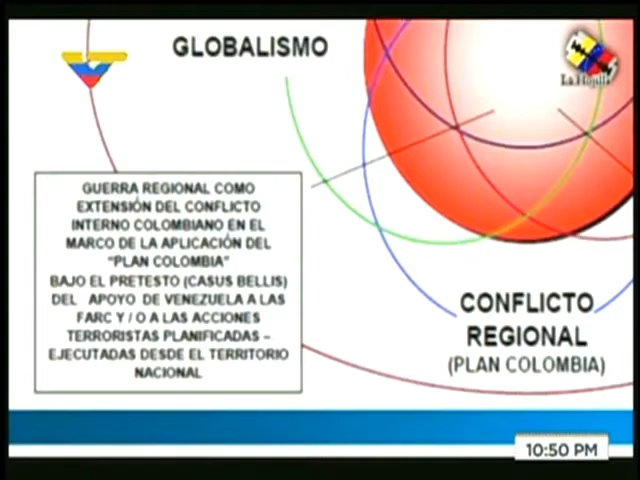 GLOBALISMO
La Hojilla
GUERRA REGIONAL COMO
EXTENSIÓN DEL CONFLICTO
INTERNO COLOMBIANO EN EL
MARCO DE LA APLICACIÓN DEL
"PLAN COLOMBIA"
BAJO EL PRETESTO (CASUS BELLIS)
DEL APOYO DE VENEZUELA A LAS
FARC Y / O A LAS ACCIONES
TERRORISTAS PLANIFICADAS –
EJECUTADAS DESDE EL TERRITORIO
NACIONAL
CONFLICTO
REGIONAL
(PLAN COLOMBIA)
10:50 PM